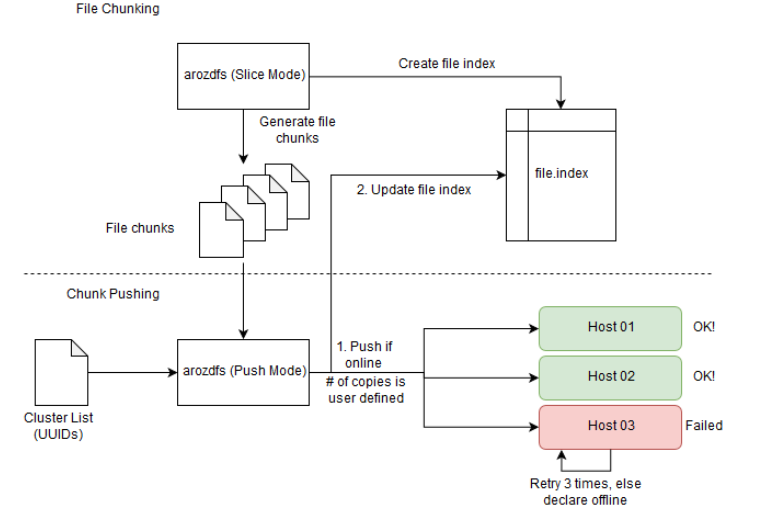 File Chunking
arozdfs (Slice Mode)
Create file index
Generate file
chunks
file.index
2. Update file index
File chunks
Chunk Pushing
1. Push if
online
# of copies is
user defined
Host 01
OK!
arozdfs (Push Mode)
Host 02
OK!
Cluster List
(UUIDs)
Host 03
Failed
Retry 3 times, else
declare offline